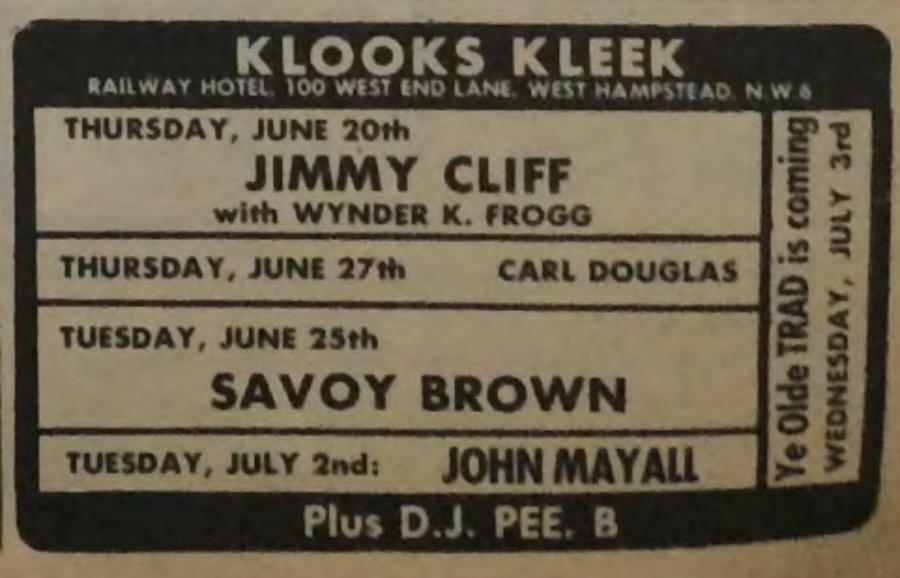 KLOOKS KLEEK
RAILWAY HOTEL, 100 WEST END LANE, WEST HAMPSTEAD, N.W.6
THURSDAY, JUNE 20th
JIMMY CLIFF
with WYNDER K. FROGG
THURSDAY, JUNE 27th CARL DOUGLAS
TUESDAY, JUNE 25th
SAVOY BROWN
TUESDAY, JULY 2nd: JOHN MAYALL
Ye Olde TRAD is coming
WEDNESDAY, JULY 3rd
Plus D.J. PEE. B